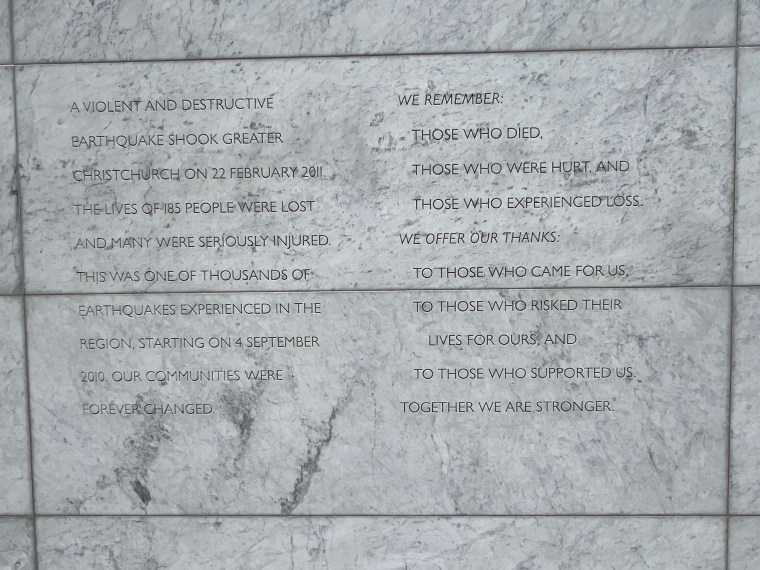 A VIOLENT AND DESTRUCTIVE
EARTHQUAKE SHOOK GREATER
CHRISTCHURCH ON 22 FEBRUARY 2011.
THE LIVES OF 185 PEOPLE WERE LOST
AND MANY WERE SERIOUSLY INJURED.
THIS WAS ONE OF THOUSANDS OF
EARTHQUAKES EXPERIENCED IN THE
REGION, STARTING ON 4 SEPTEMBER
2010. OUR COMMUNITIES WERE
FOREVER CHANGED.
WE REMEMBER:
THOSE WHO DIED,
THOSE WHO WERE HURT, AND
THOSE WHO EXPERIENCED LOSS.
WE OFFER OUR THANKS:
TO THOSE WHO CAME FOR US,
TO THOSE WHO RISKED THEIR
LIVES FOR OURS, AND
TO THOSE WHO SUPPORTED US.
TOGETHER WE ARE STRONGER.